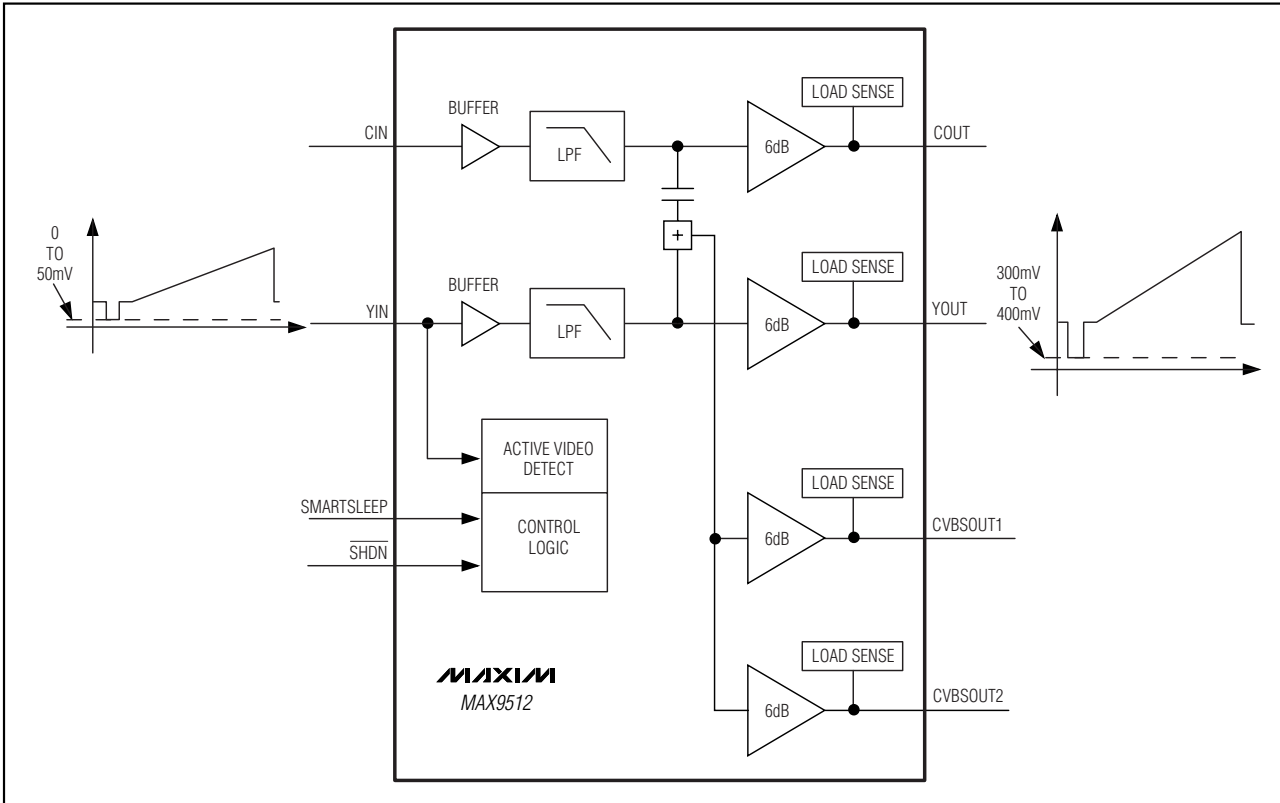 LOAD SENSE
BUFFER
CIN
LPF
6dB
COUT
0
TO
50mV
+
LOAD SENSE
BUFFER
300mV
TO
400mV
YIN
LPF
6dB
YOUT
ACTIVE VIDEO
DETECT
LOAD SENSE
SMARTSLEEP
CONTROL
LOGIC
SHDN
6dB
CVBSOUT1
LOAD SENSE
MAXIM
MAX9512
6dB
CVBSOUT2